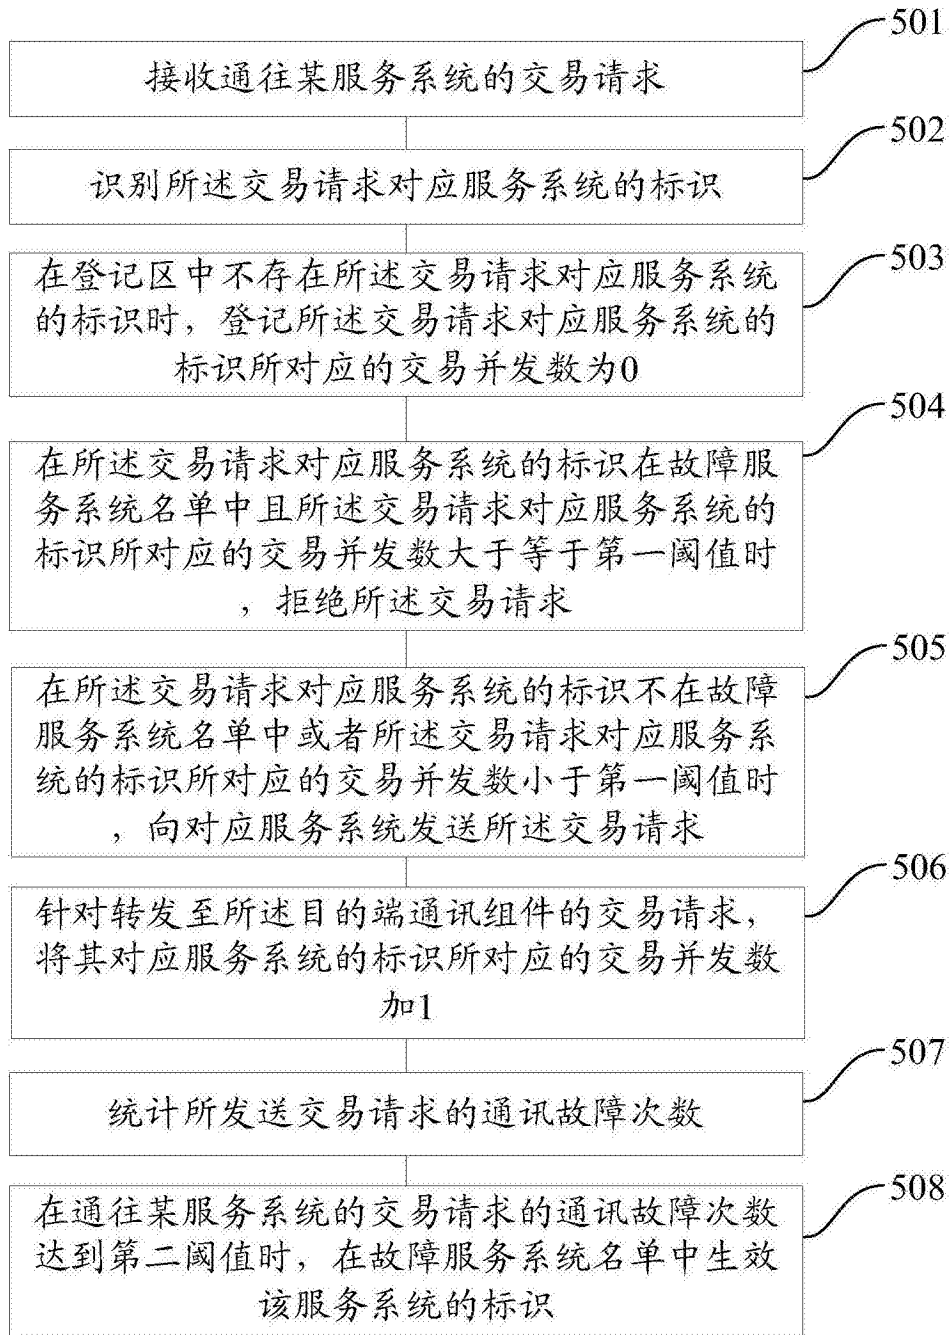 501
接收通往某服务系统的交易请求
502
识别所述交易请求对应服务系统的标识
503
在登记区中不存在所述交易请求对应服务系统
的标识时，登记所述交易请求对应服务系统的
标识所对应的交易并发数为0
504
在所述交易请求对应服务系统的标识在故障服
务系统名单中且所述交易请求对应服务系统的
标识所对应的交易并发数大于等于第一阈值时
，拒绝所述交易请求
505
在所述交易请求对应服务系统的标识不在故障
服务系统名单中或者所述交易请求对应服务系
统的标识所对应的交易并发数小于第一阈值时
，向对应服务系统发送所述交易请求
506
针对转发至所述目的端通讯组件的交易请求，
将其对应服务系统的标识所对应的交易并发数
加1
507
统计所发送交易请求的通讯故障次数
508
在通往某服务系统的交易请求的通讯故障次数
达到第二阈值时，在故障服务系统名单中生效
该服务系统的标识